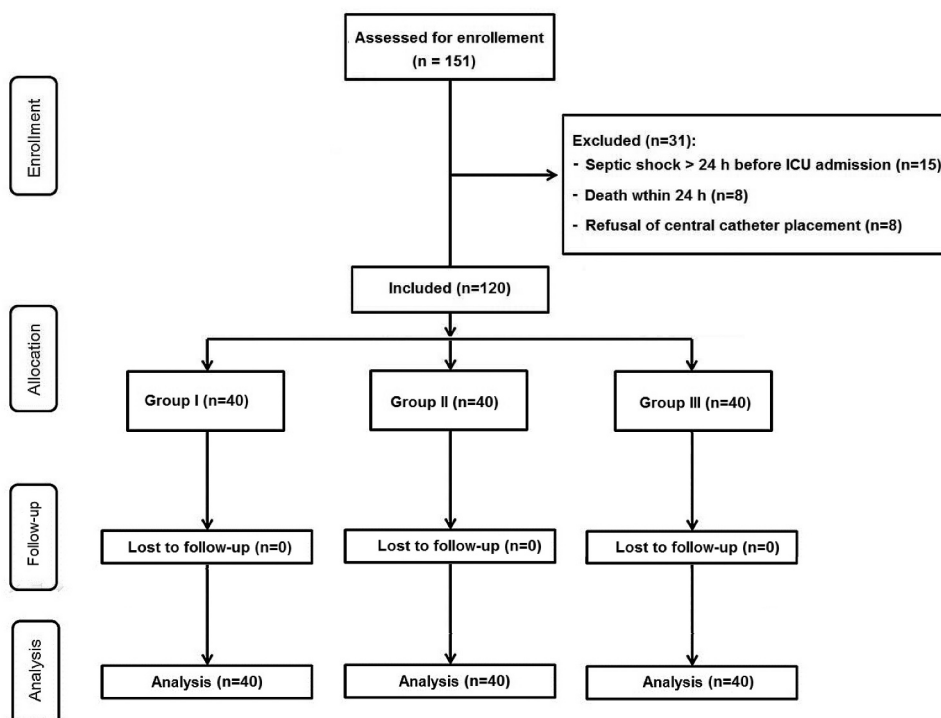 Assessed for enrollement
(n = 151)
Enrollment
Excluded (n=31):
- Septic shock > 24 h before ICU admission (n=15)
- Death wthin 24 h (n=8)
- Refusal of central catheter placement (n=8)
Included (n=120)
Allocation
Group I (n=40)
Group II (n=40)
Group III (n=40)
Follow-up
Lost to follow-up (n=0)
Lost to follow-up (n=0)
Lost to follow-up (n=0)
Analysis
Analysis (n=40)
Analysis (n=40)
Analysis (n=40)